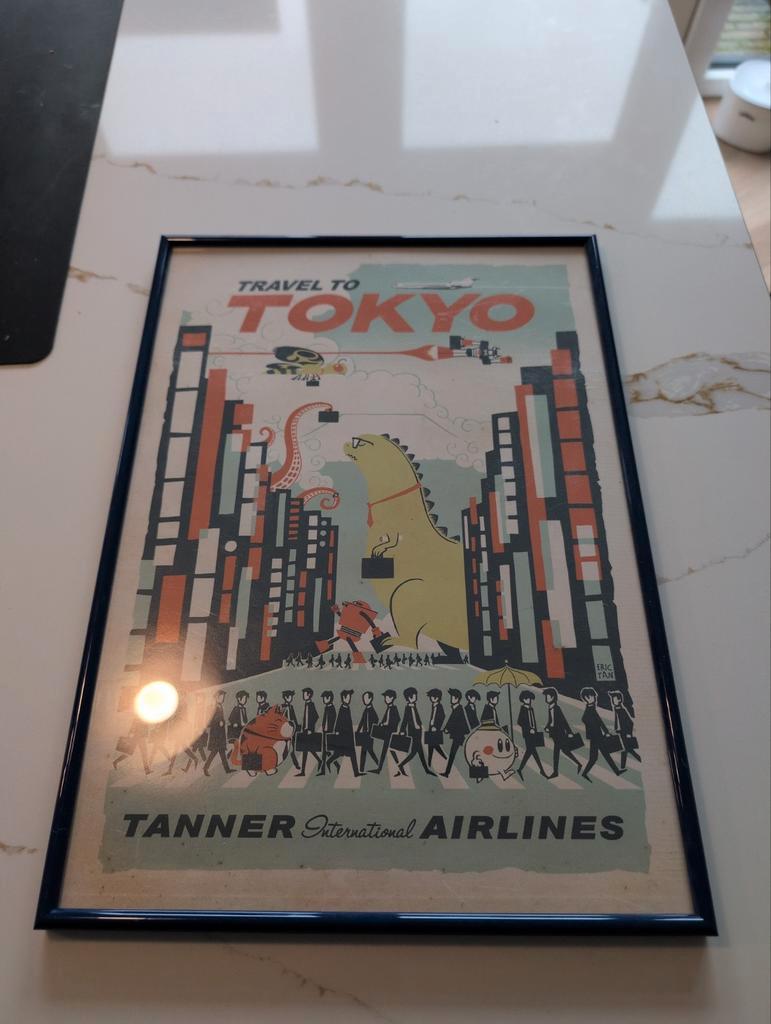 TRAVEL TO
TOKYO
ERIC
TAN
TANNER International AIRLINES